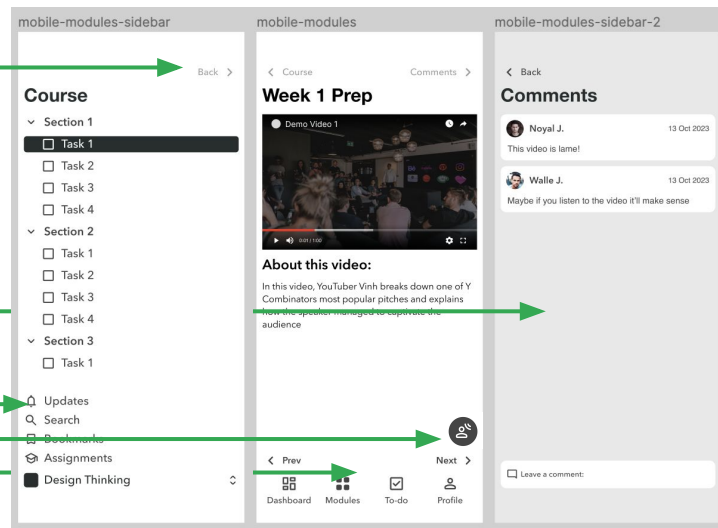 mobile-modules-sidebar
Back
Course
Section 1
Task 1
Task 2
Task 3
Task 4
Section 2
Task 1
Task 2
Task 3
Task 4
Section 3
Task 1
Updates
Search
Bookmarks
Assignments
Design Thinking
mobile-modules
Course Comments
Week 1 Prep
Demo Video 1
0:01 / 1:00
About this video:
In this video, YouTuber Vinh breaks down one of Y
Combinators most popular pitches and explains
how the speaker managed to captivate the
audience
Prev Next
Dashboard Modules To-do Profile
mobile-modules-sidebar-2
Back
Comments
Noyal J. 13 Oct 2023
This video is lame!
Walle J. 13 Oct 2023
Maybe if you listen to the video it'll make sense
Leave a comment: